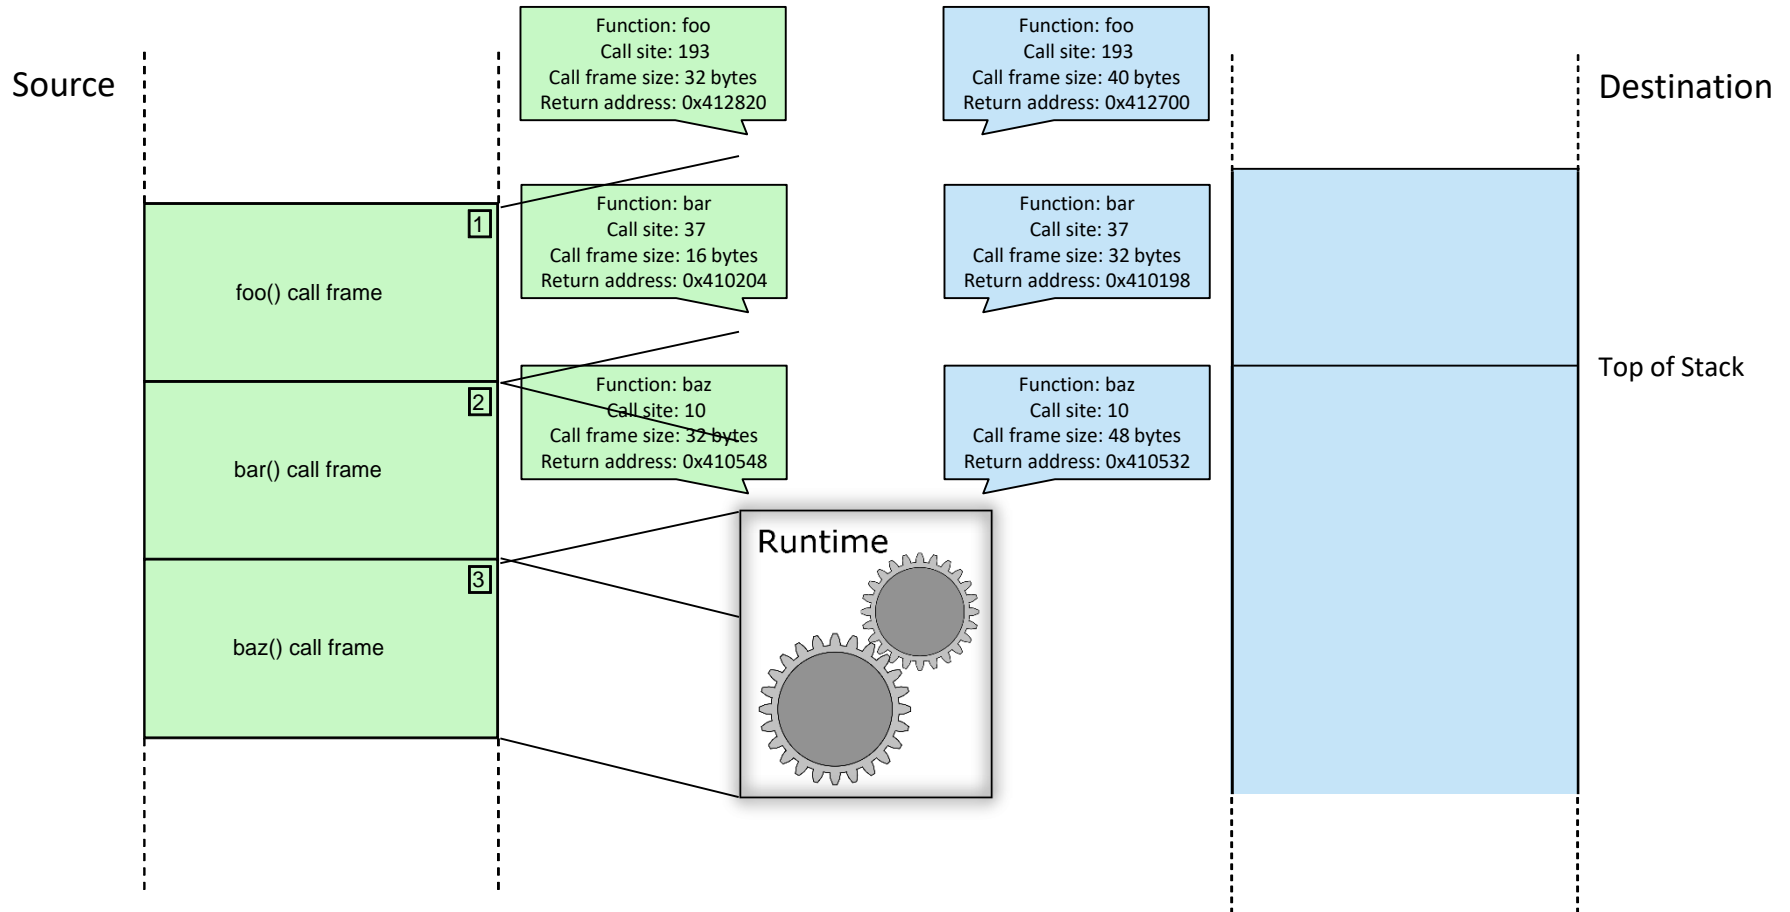 Source
Function: foo
Call site: 193
Call frame size: 32 bytes
Return address: 0x412820
Function: foo
Call site: 193
Call frame size: 40 bytes
Return address: 0x412700
Destination
1
foo() call frame
Function: bar
Call site: 37
Call frame size: 16 bytes
Return address: 0x410204
Function: bar
Call site: 37
Call frame size: 32 bytes
Return address: 0x410198
Top of Stack
2
bar() call frame
Function: baz
Call site: 10
Call frame size: 32 bytes
Return address: 0x410548
Function: baz
Call site: 10
Call frame size: 48 bytes
Return address: 0x410532
3
baz() call frame
Runtime